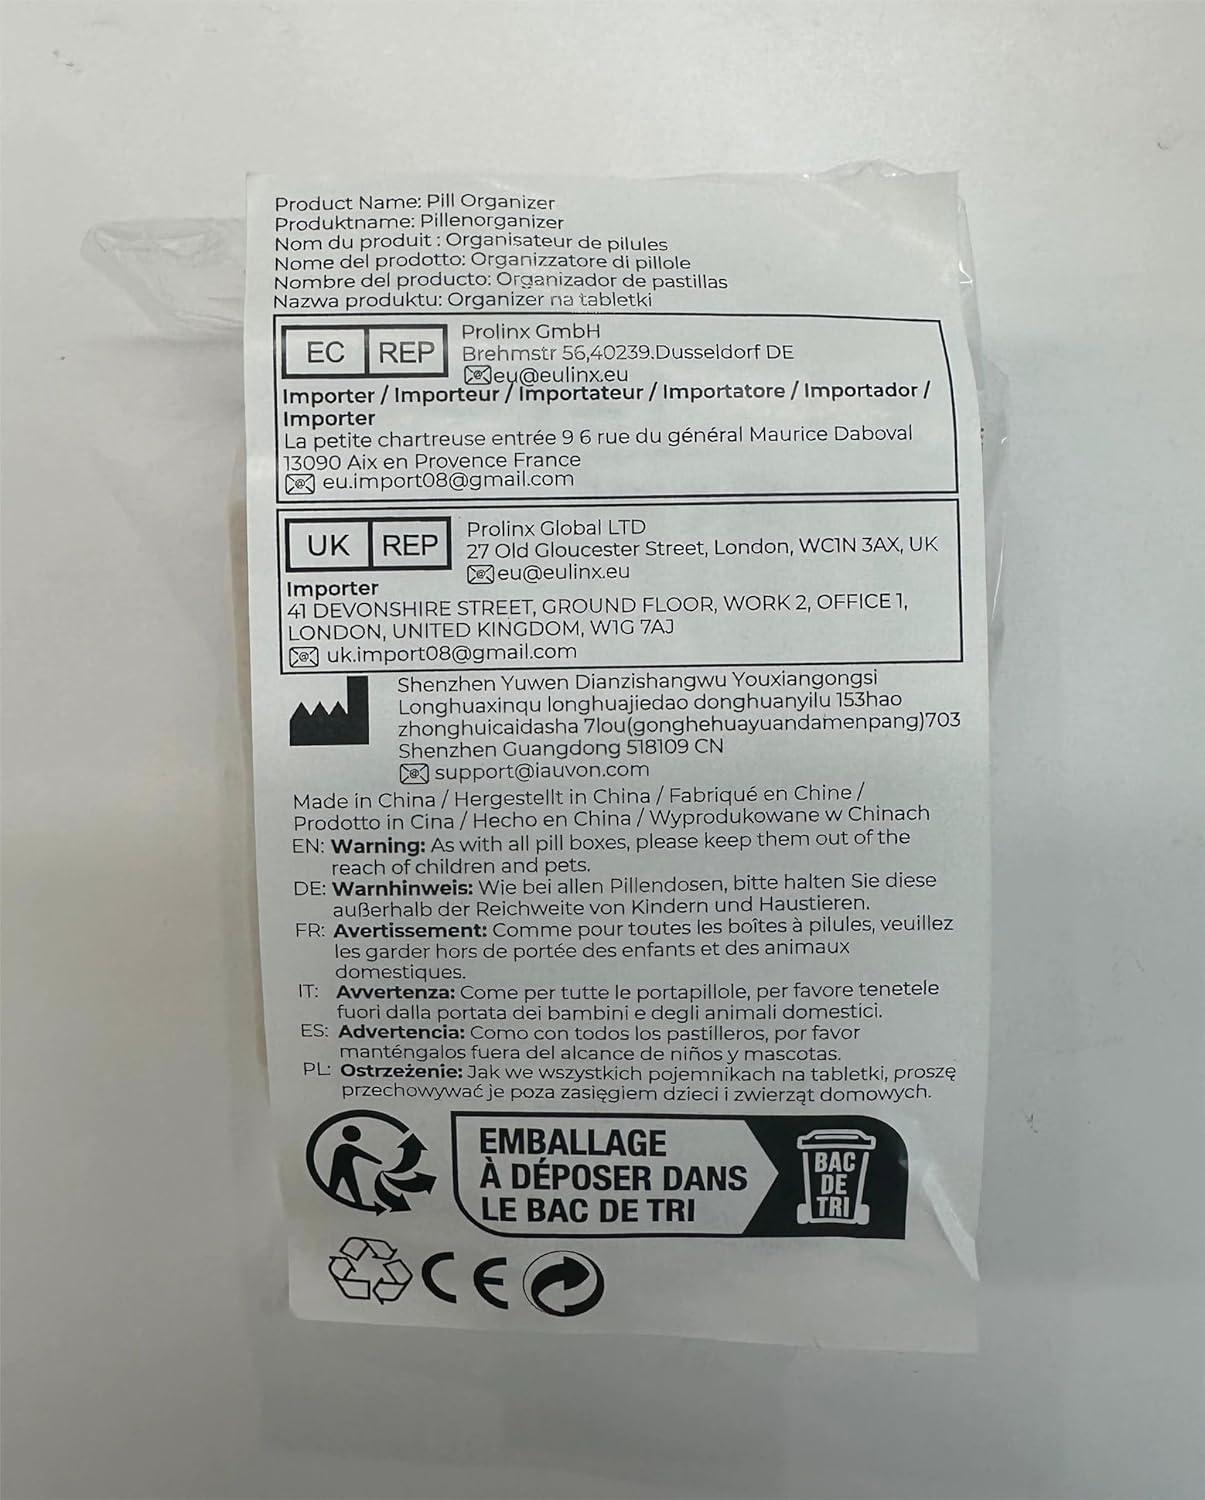 Product Name: Pill Organizer
Produktname: Pillenorganizer
Nom du produit : Organisateur de pilules
Nome del prodotto: Organizzatore di pillole
Nombre del producto: Organizador de pastillas
Nazwa produktu: Organizer na tabletki
EC REP
Prolinx GmbH
Brehmstr 56,40239.Dusseldorf DE
eu@eulinx.eu
Importer / Importeur / Importateur / Importatore / Importador /
Importer
La petite chartreuse entrée 9 6 rue du général Maurice Daboval
13090 Aix en Provence France
eu.import08@gmail.com
UK REP
Prolinx Global LTD
27 Old Gloucester Street, London, WC1N 3AX, UK
eu@eulinx.eu
Importer
41 DEVONSHIRE STREET, GROUND FLOOR, WORK 2, OFFICE 1,
LONDON, UNITED KINGDOM, W1G 7AJ
uk.import08@gmail.com
Shenzhen Yuwen Dianzishangwu Youxiangongsi
Longhuaxinqu longhuajiedao donghuanyilu 153hao
zhonghuicaidasha 7lou(gonghehuayuandamenpang)703
Shenzhen Guangdong 518109 CN
support@iauvon.com
Made in China / Hergestellt in China / Fabriqué en Chine /
Prodotto in Cina / Hecho en China / Wyprodukowane w Chinach
EN: Warning: As with all pill boxes, please keep them out of the
reach of children and pets.
DE: Warnhinweis: Wie bei allen Pillendosen, bitte halten Sie diese
außerhalb der Reichweite von Kindern und Haustieren.
FR: Avertissement: Comme pour toutes les boîtes à pilules, veuillez
les garder hors de portée des enfants et des animaux
domestiques.
IT: Avvertenza: Come per tutte le portapillole, per favore tenetele
fuori dalla portata dei bambini e degli animali domestici.
ES: Advertencia: Como con todos los pastilleros, por favor
manténgalos fuera del alcance de niños y mascotas.
PL: Ostrzeżenie: Jak we wszystkich pojemnikach na tabletki, proszę
przechowywać je poza zasięgiem dzieci i zwierząt domowych.
EMBALLAGE
À DÉPOSER DANS
LE BAC DE TRI
BAC
DE
TRI
CE